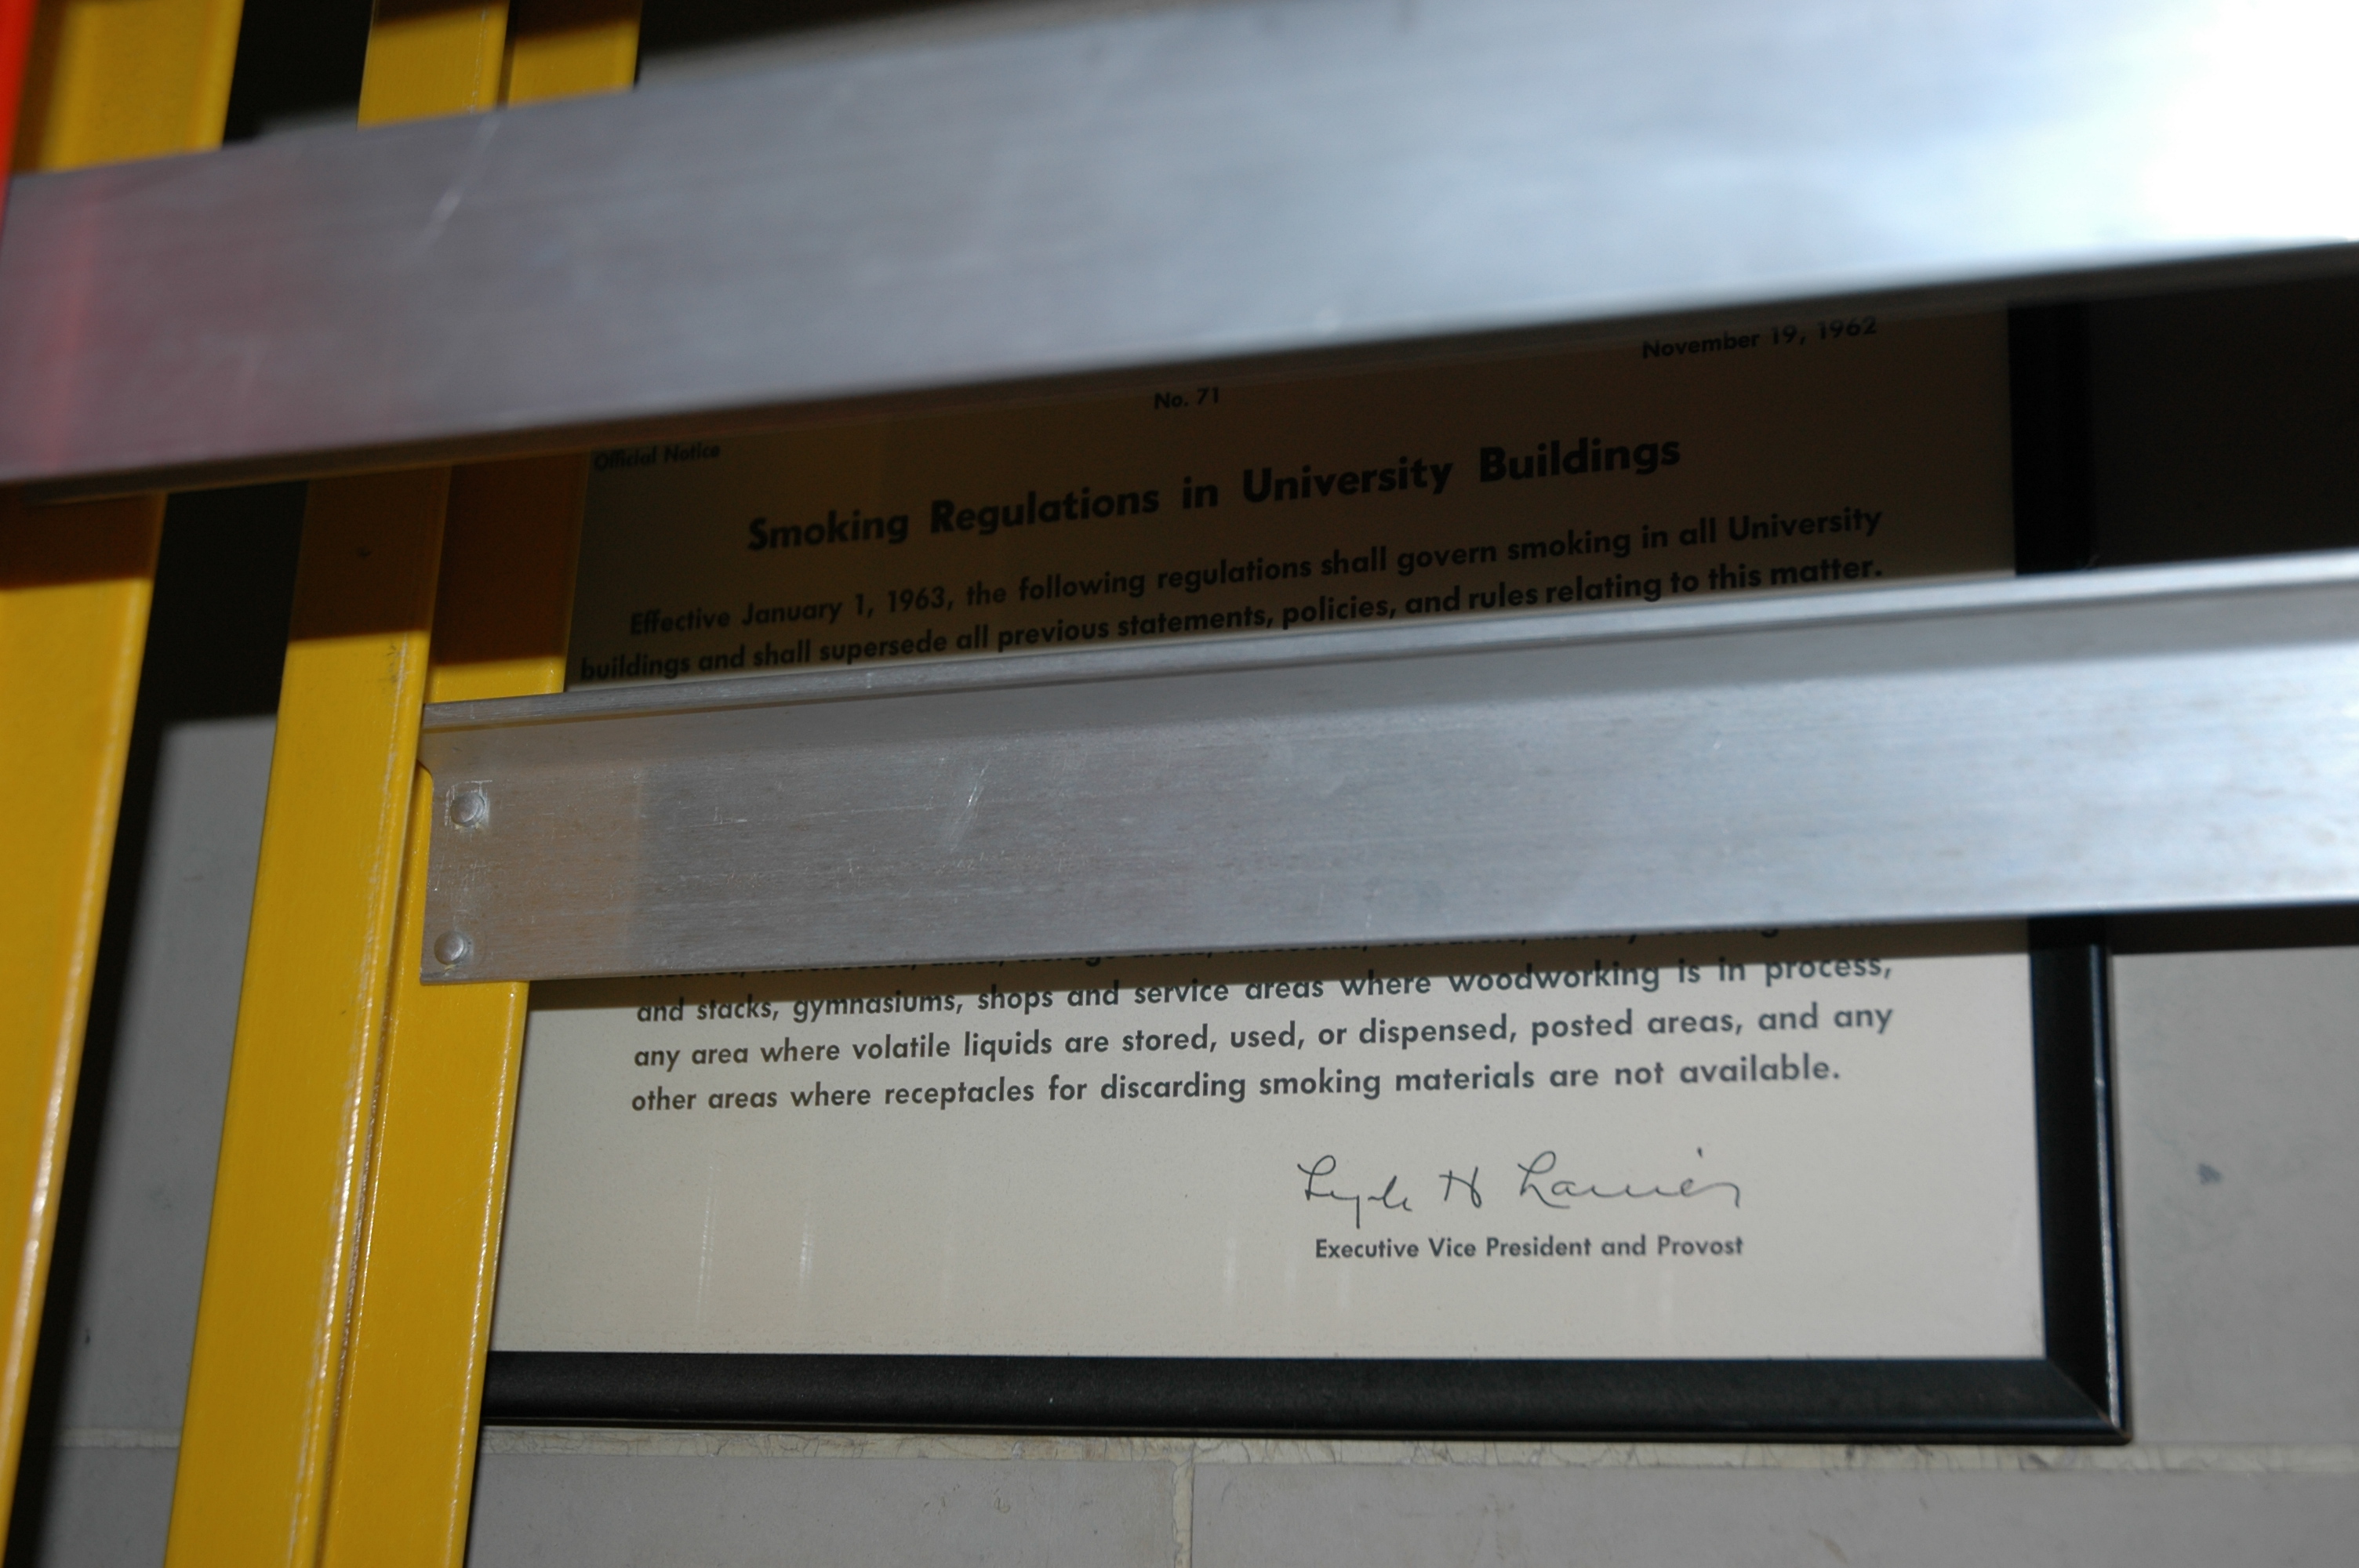 November 19, 1962
No. 71
Official Notice
Smoking Regulations in University Buildings
Effective January 1, 1963, the following regulations shall govern smoking in all University
buildings and shall supersede all previous statements, policies, and rules relating to this matter.
and stacks, gymnasiums, shops and service areas where woodworking is in process,
any area where volatile liquids are stored, used, or dispensed, posted areas, and any
other areas where receptacles for discarding smoking materials are not available.
Lyle H Lanier
Executive Vice President and Provost